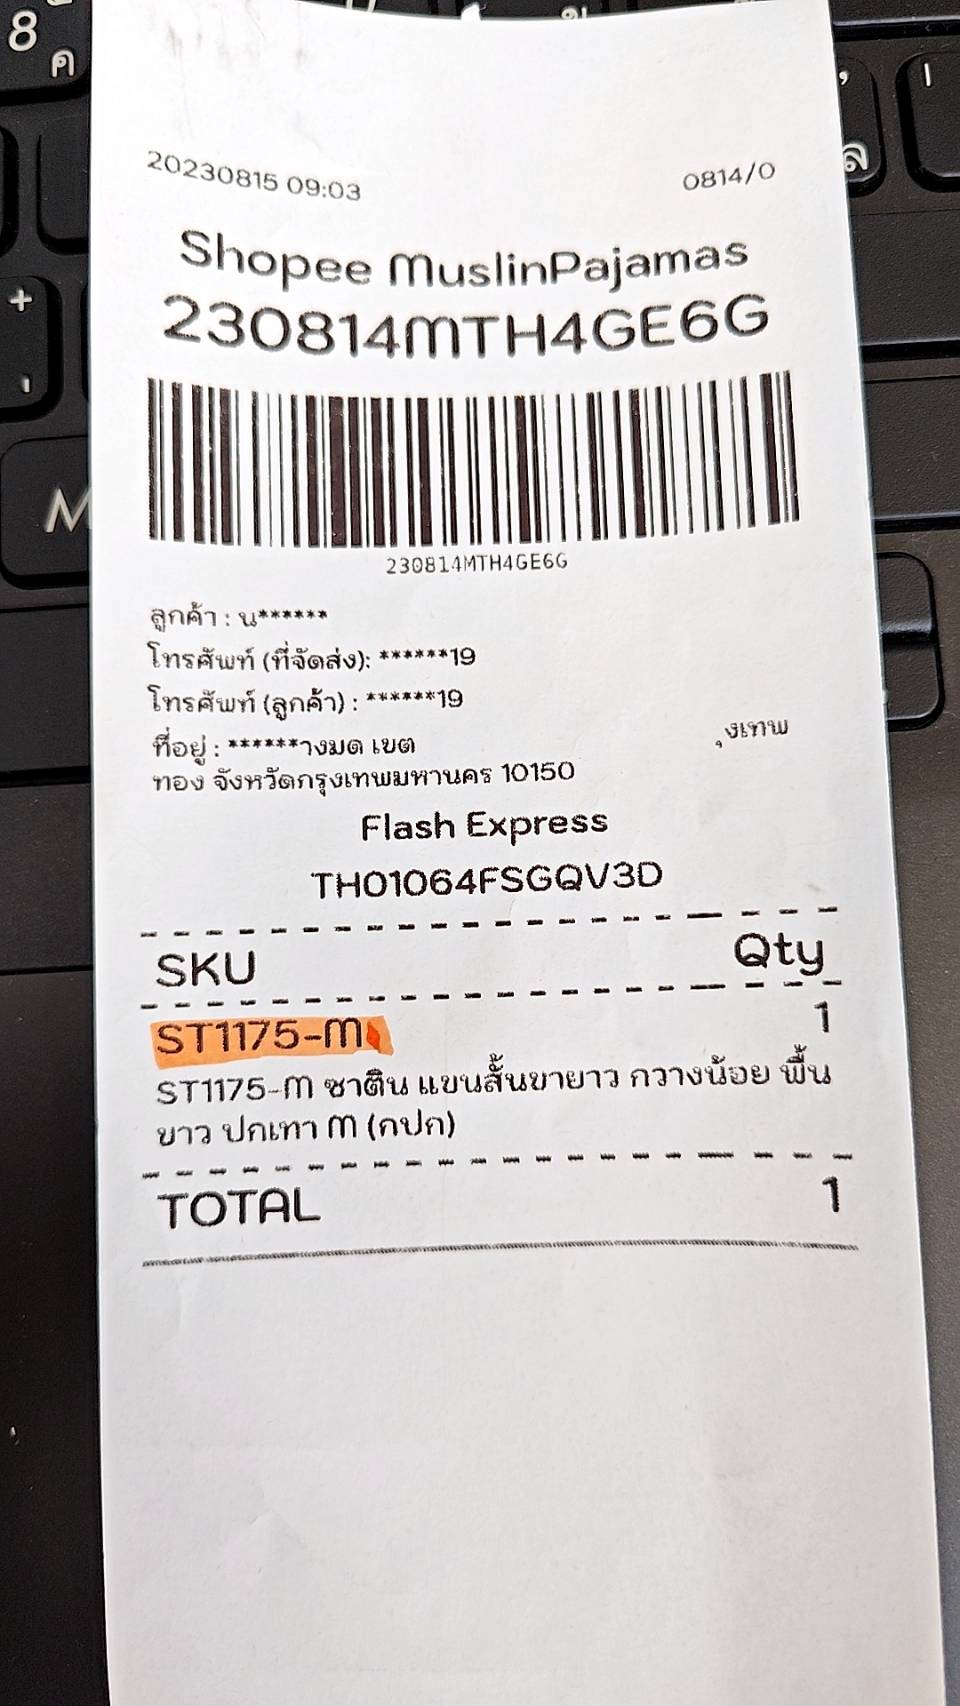 20230815 09:03 0814/0
Shopee MuslinPajamas
230814MTH4GE6G
230814MTH4GE6G
ลูกค้า : น******
โทรศัพท์ (ที่จัดส่ง): ******19
โทรศัพท์ (ลูกค้า) : ******19
ที่อยู่ : ******างมด เขต ุงเทพ
ทอง จังหวัดกรุงเทพมหานคร 10150
Flash Express
TH01064FSGQV3D
SKU Qty
ST1175-M 1
ST1175-M ซาติน แขนสั้นขายาว กวางน้อย พื้น
ขาว ปกเทา M (กปก)
TOTAL 1
8
ค
+
M
ล